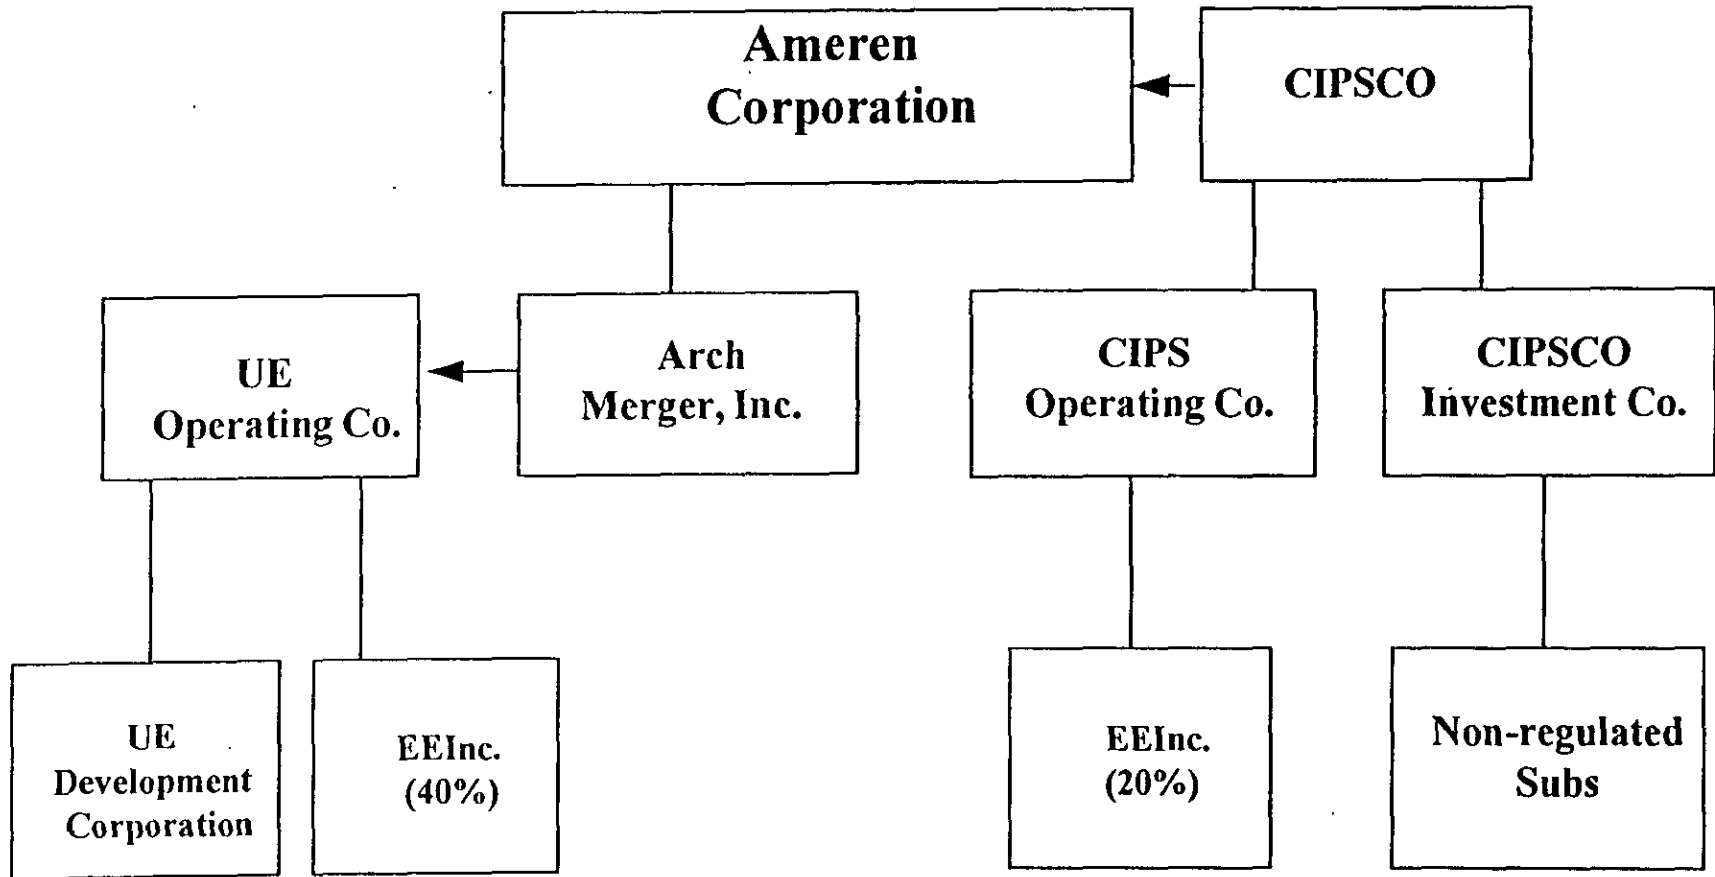 Ameren
Corporation
CIPSCO
UE
Operating Co.
Arch
Merger, Inc.
CIPS
Operating Co.
CIPSCO
Investment Co.
UE
Development
Corporation
EEInc.
(40%)
EEInc.
(20%)
Non-regulated
Subs